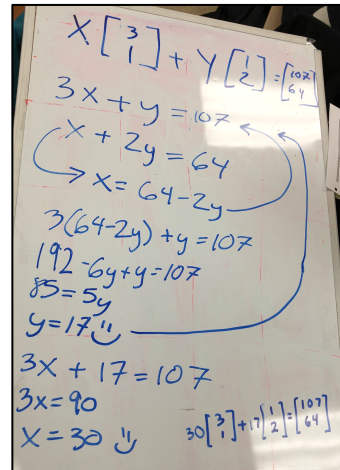 X[3 1] + Y[1 2] = [107 64]
3x + y = 107
x + 2y = 64
x = 64 - 2y
3(64-2y) + y = 107
192 - 6y + y = 107
85 = 5y
y = 17
3x + 17 = 107
3x = 90
x = 30
30[3 1] + 17[1 2] = [107 64]